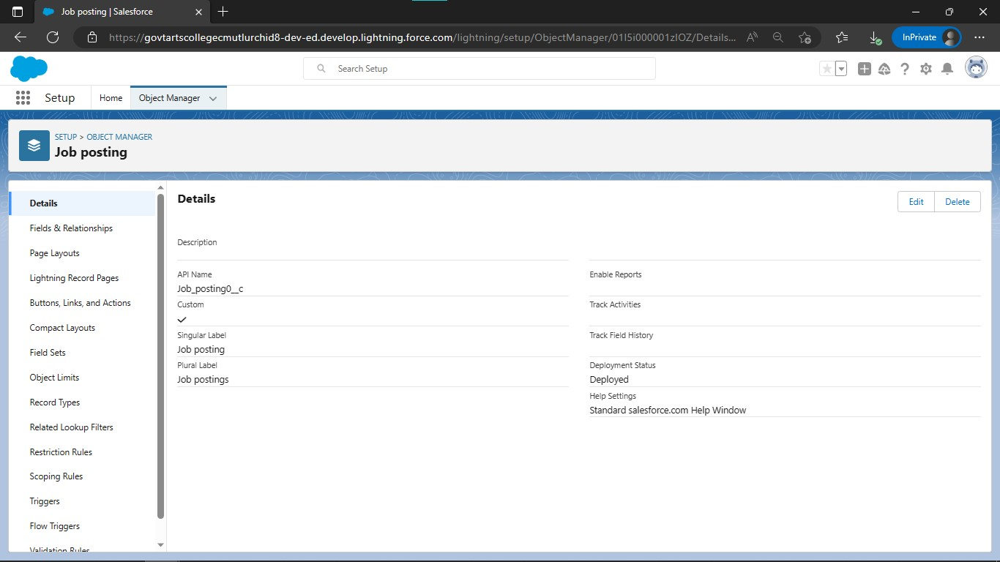 Job posting | Salesforce
https://govtartscollegecmutlurchid8-dev-ed.develop.lightning.force.com/lightning/setup/ObjectManager/01I5i000001zIOZ/Details...
InPrivate
Search Setup
Setup
Home
Object Manager
SETUP > OBJECT MANAGER
Job posting
Details
Fields & Relationships
Page Layouts
Lightning Record Pages
Buttons, Links, and Actions
Compact Layouts
Field Sets
Object Limits
Record Types
Related Lookup Filters
Restriction Rules
Scoping Rules
Triggers
Flow Triggers
Validation Rules
Details
Edit
Delete
Description
API Name
Job_posting0__c
Custom
Singular Label
Job posting
Plural Label
Job postings
Enable Reports
Track Activities
Track Field History
Deployment Status
Deployed
Help Settings
Standard salesforce.com Help Window